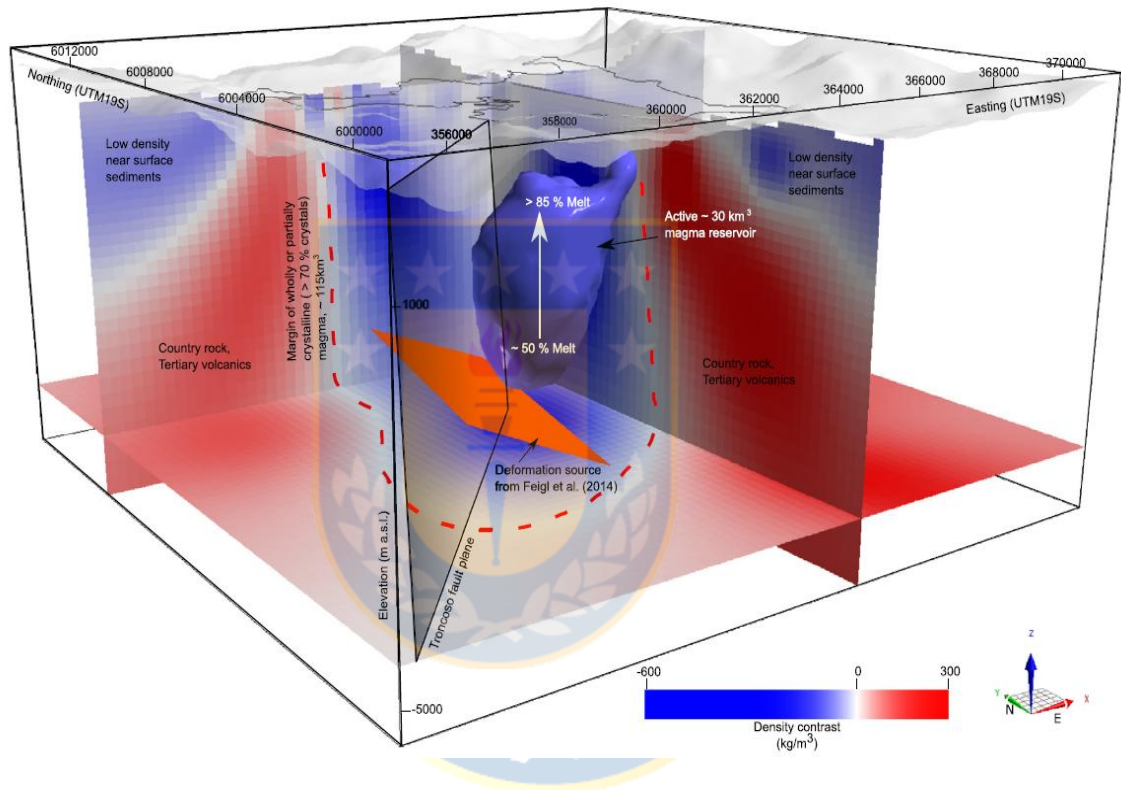 6012000
6008000
6004000
6000000
Northing (UTM19S)
356000
358000
360000
362000
364000
366000
368000
370000
Easting (UTM19S)
Low density
near surface
sediments
Margin of wholly or partially
crystalline ( > 70 % crystals)
magma, ~ 115km³
Country rock,
Tertiary volcanics
> 85 % Melt
~ 50 % Melt
Active ~ 30 km³
magma reservoir
Low density
near surface
sediments
Country rock,
Tertiary volcanics
1000
Deformation source
from Feigl et al. (2014)
Elevation (m a.s.l.)
Troncoso fault plane
-5000
-600
0
300
Density contrast
(kg/m³)
Z
Y
X
N
E